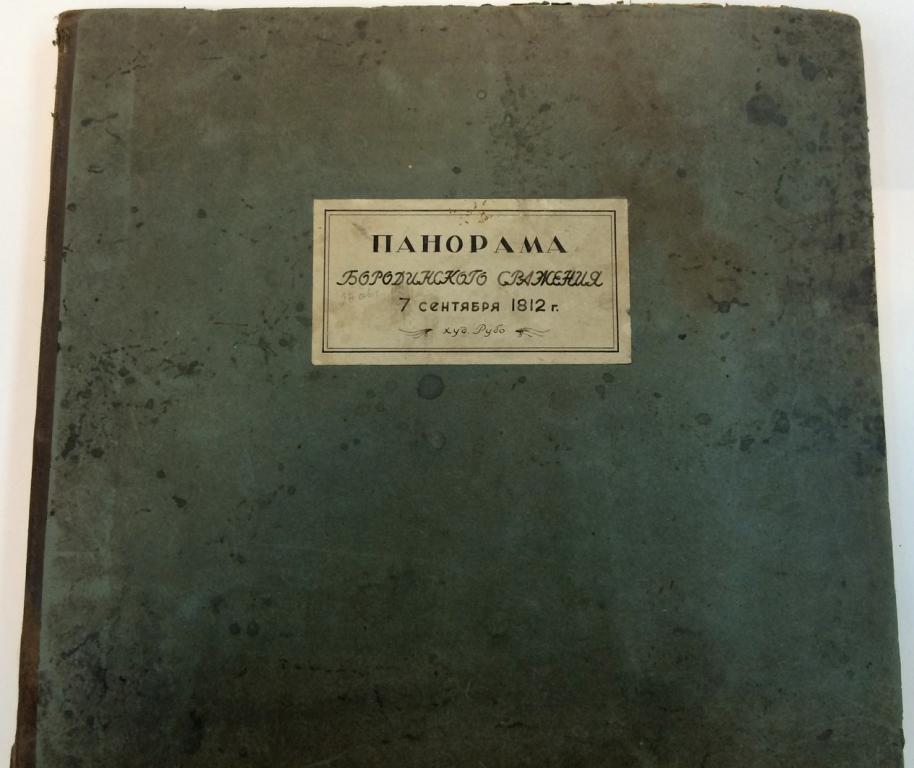 ПАНОРАМА
БОРОДИНСКОГО СРАЖЕНИЯ
7 СЕНТЯБРЯ 1812 г.
худ. Рубо